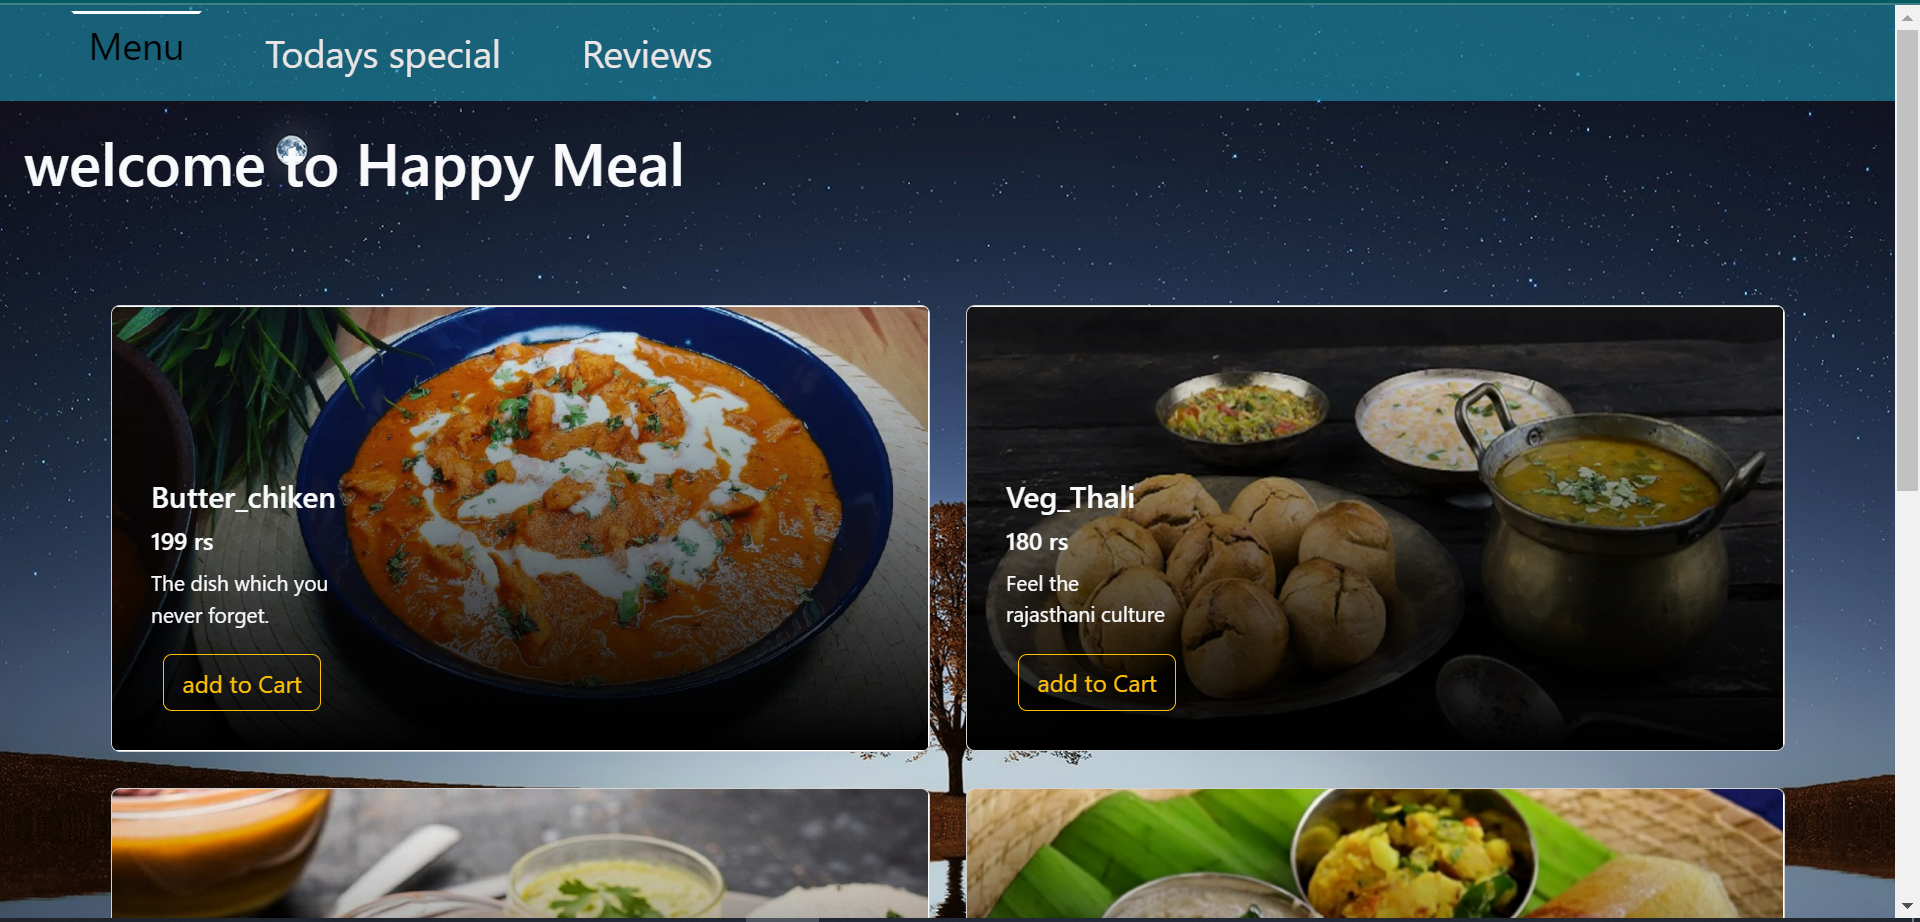 Menu
Todays special
Reviews
welcome to Happy Meal
Butter_chiken
199 rs
The dish which you
never forget.
add to Cart
Veg_Thali
180 rs
Feel the
rajasthani culture
add to Cart